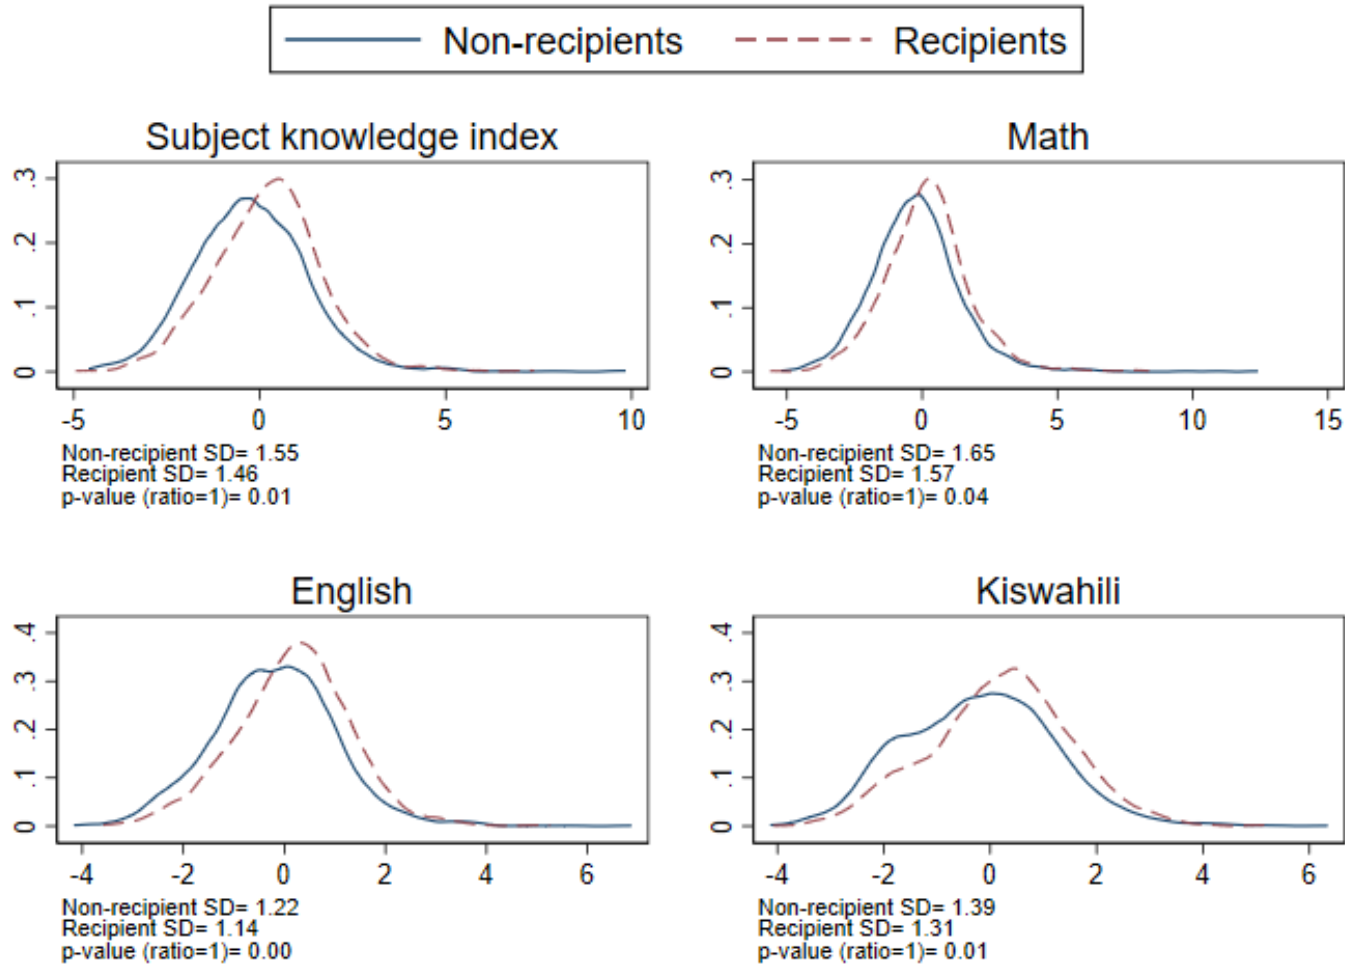 Non-recipients Recipients
Subject knowledge index
.3
.2
.1
0
-5 0 5 10
Non-recipient SD= 1.55
Recipient SD= 1.46
p-value (ratio=1)= 0.01
Math
.3
.2
.1
0
-5 0 5 10 15
Non-recipient SD= 1.65
Recipient SD= 1.57
p-value (ratio=1)= 0.04
English
.4
.3
.2
.1
0
-4 -2 0 2 4 6
Non-recipient SD= 1.22
Recipient SD= 1.14
p-value (ratio=1)= 0.00
Kiswahili
.4
.3
.2
.1
0
-4 -2 0 2 4 6
Non-recipient SD= 1.39
Recipient SD= 1.31
p-value (ratio=1)= 0.01